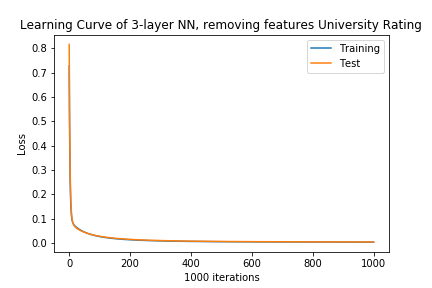 Learning Curve of 3-layer NN, removing features University Rating
Training
Test
Loss
0.8
0.7
0.6
0.5
0.4
0.3
0.2
0.1
0.0
0 200 400 600 800 1000
1000 iterations